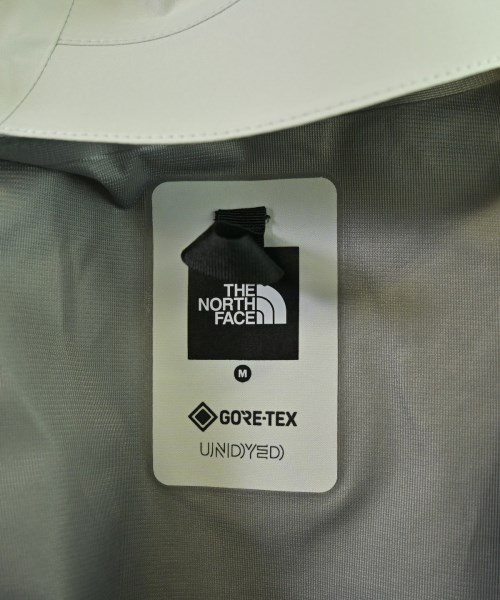 THE
NORTH
FACE
M
GORE-TEX
UNDYED